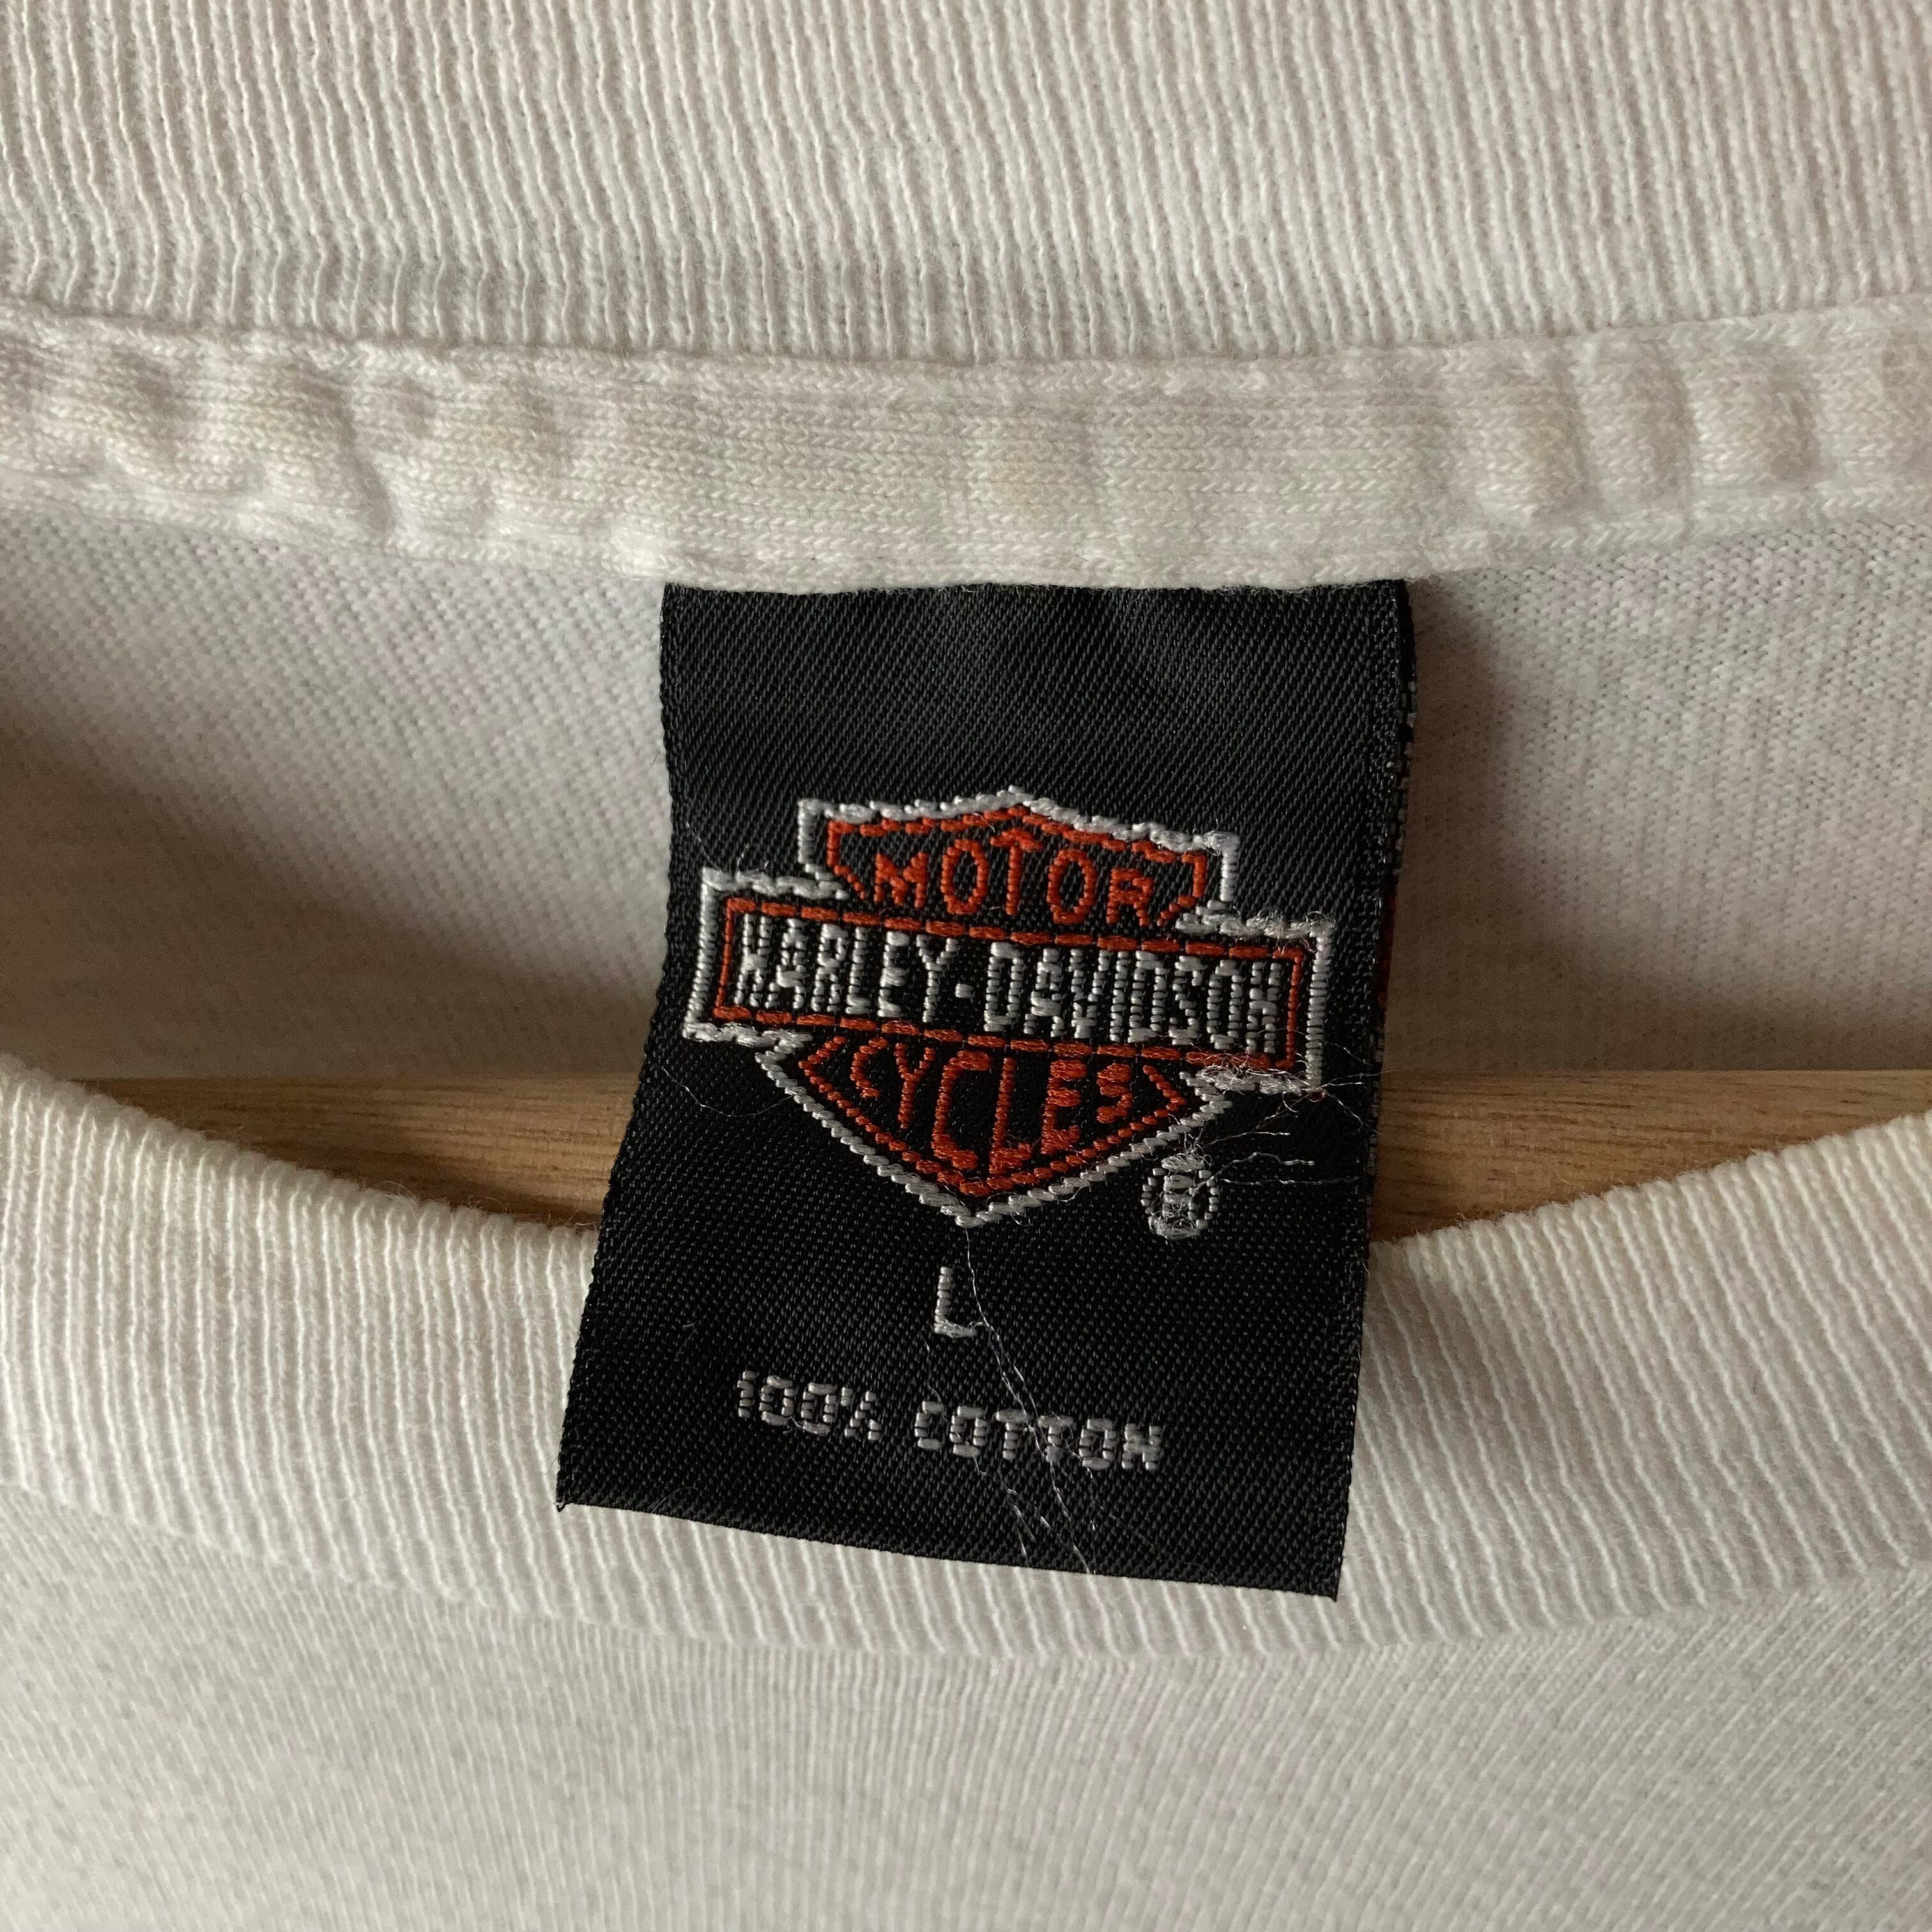 MOTOR
HARLEY-DAVIDSON
CYCLES
®
L
100% COTTON